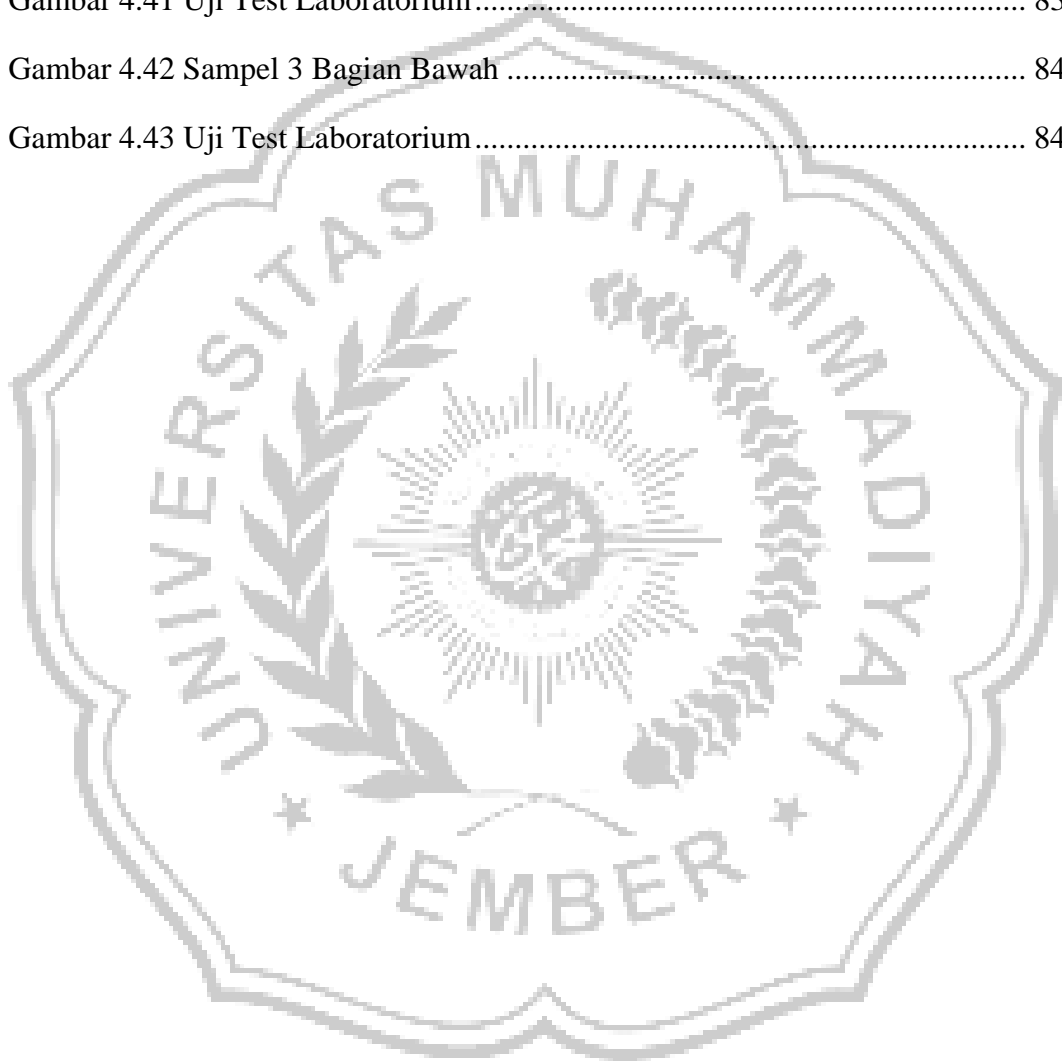 Gambar 4.41 Uji Test Laboratorium.................................................................... 83
Gambar 4.42 Sampel 3 Bagian Bawah ................................................................ 84
Gambar 4.43 Uji Test Laboratorium.................................................................... 84
UNIVERSITAS MUHAMMADIYAH
JEMBER